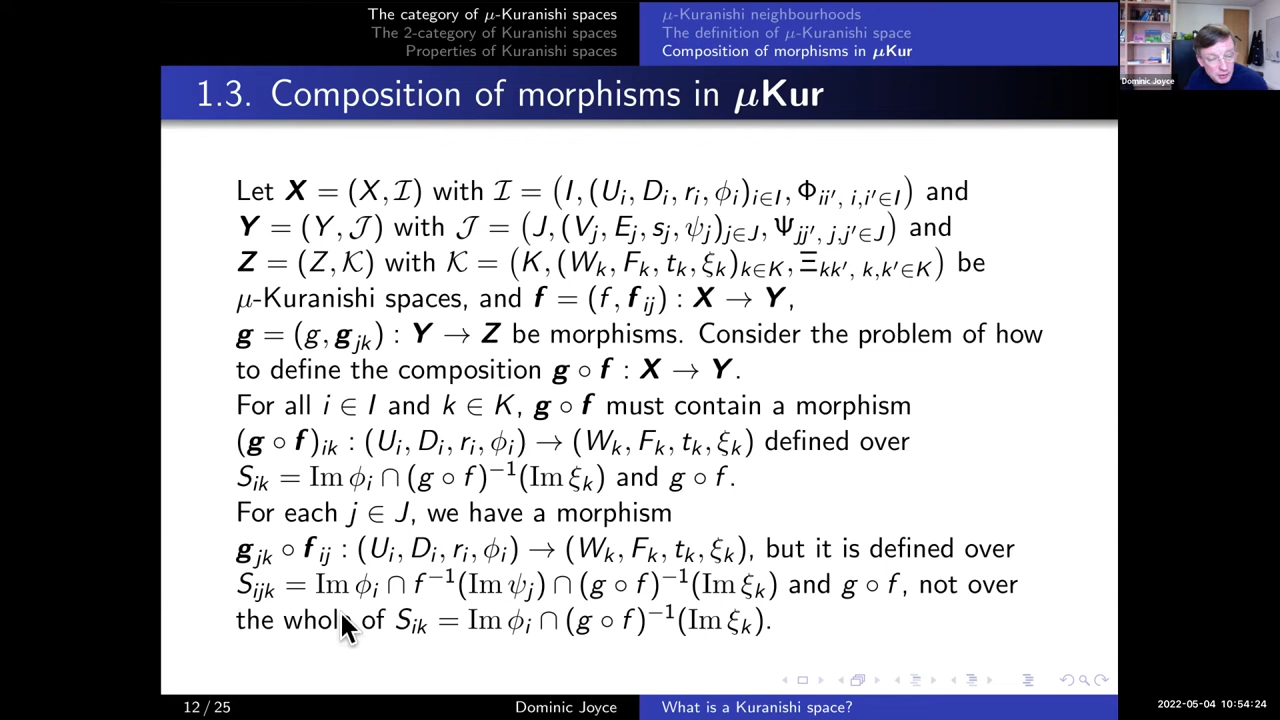 The category of μ-Kuranishi spaces
The 2-category of Kuranishi spaces
Properties of Kuranishi spaces
μ-Kuranishi neighbourhoods
The definition of μ-Kuranishi space
Composition of morphisms in μKur
Dominic Joyce
1.3. Composition of morphisms in μKur
Let X = (X, ℐ) with ℐ = (I, (U_i, D_i, r_i, ϕ_i)_{i∈I}, Φ_{ii′, i,i′∈I}) and
Y = (Y, 𝒥) with 𝒥 = (J, (V_j, E_j, s_j, ψ_j)_{j∈J}, Ψ_{jj′, j,j′∈J}) and
Z = (Z, 𝒦) with 𝒦 = (K, (W_k, F_k, t_k, ξ_k)_{k∈K}, Ξ_{kk′, k,k′∈K}) be
μ-Kuranishi spaces, and f = (f, f_{ij}) : X → Y,
g = (g, g_{jk}) : Y → Z be morphisms. Consider the problem of how
to define the composition g ∘ f : X → Y.
For all i ∈ I and k ∈ K, g ∘ f must contain a morphism
(g ∘ f)_{ik} : (U_i, D_i, r_i, ϕ_i) → (W_k, F_k, t_k, ξ_k) defined over
S_{ik} = Im ϕ_i ∩ (g ∘ f)^{−1}(Im ξ_k) and g ∘ f.
For each j ∈ J, we have a morphism
g_{jk} ∘ f_{ij} : (U_i, D_i, r_i, ϕ_i) → (W_k, F_k, t_k, ξ_k), but it is defined over
S_{ijk} = Im ϕ_i ∩ f^{−1}(Im ψ_j) ∩ (g ∘ f)^{−1}(Im ξ_k) and g ∘ f, not over
the whole of S_{ik} = Im ϕ_i ∩ (g ∘ f)^{−1}(Im ξ_k).
12 / 25
Dominic Joyce
What is a Kuranishi space?
2022-05-04 10:54:24